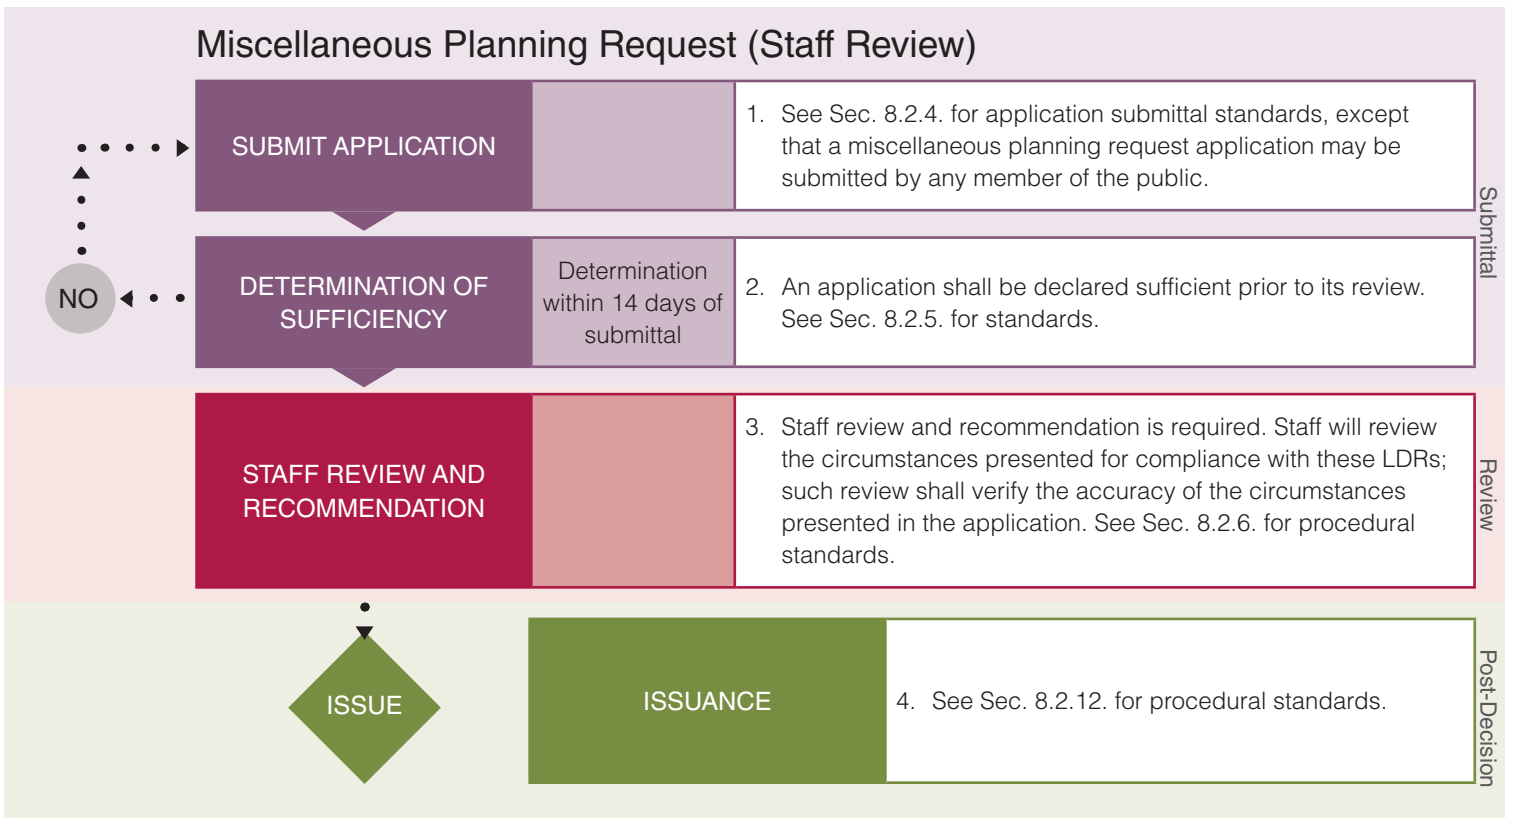 Miscellaneous Planning Request (Staff Review)
SUBMIT APPLICATION
1. See Sec. 8.2.4. for application submittal standards, except
that a miscellaneous planning request application may be
submitted by any member of the public.
Submittal
NO
DETERMINATION OF
SUFFICIENCY
Determination
within 14 days of
submittal
2. An application shall be declared sufficient prior to its review.
See Sec. 8.2.5. for standards.
STAFF REVIEW AND
RECOMMENDATION
3. Staff review and recommendation is required. Staff will review
the circumstances presented for compliance with these LDRs;
such review shall verify the accuracy of the circumstances
presented in the application. See Sec. 8.2.6. for procedural
standards.
Review
ISSUE
ISSUANCE
4. See Sec. 8.2.12. for procedural standards.
Post-Decision